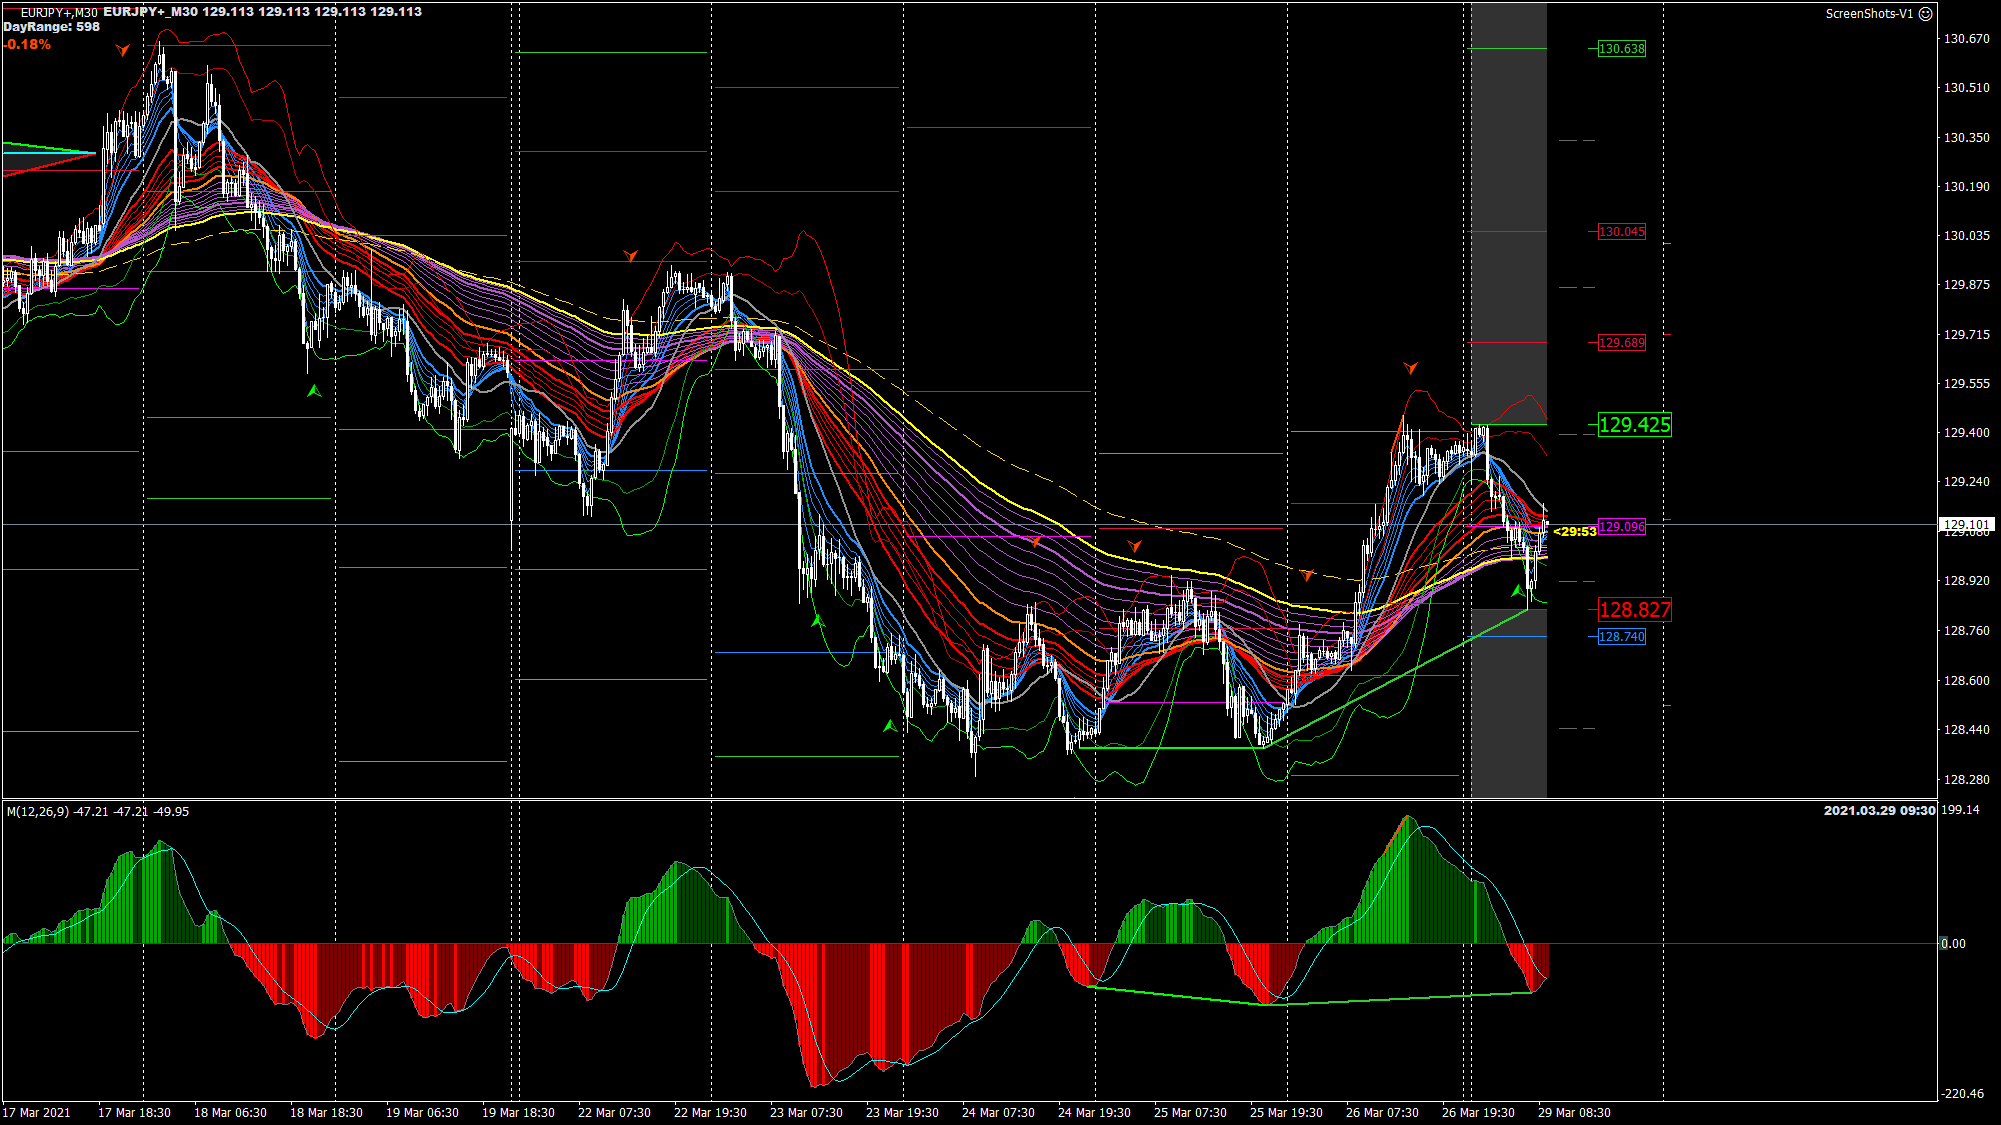 EURJPY+,M30 EURJPY+_M30 129.113 129.113 129.113 129.113
DayRange: 598
-0.18%
ScreenShots-V1 ☺
130.670
130.638
130.510
130.350
130.190
130.045
130.035
129.875
129.715
129.689
129.555
129.425
129.400
129.240
129.101
129.096
<29:53
129.080
128.920
128.827
128.760
128.740
128.600
128.440
128.280
M(12,26,9) -47.21 -47.21 -49.95
2021.03.29 09:30
199.14
0.00
-220.46
17 Mar 2021
17 Mar 18:30
18 Mar 06:30
18 Mar 18:30
19 Mar 06:30
19 Mar 18:30
22 Mar 07:30
22 Mar 19:30
23 Mar 07:30
23 Mar 19:30
24 Mar 07:30
24 Mar 19:30
25 Mar 07:30
25 Mar 19:30
26 Mar 07:30
26 Mar 19:30
29 Mar 08:30